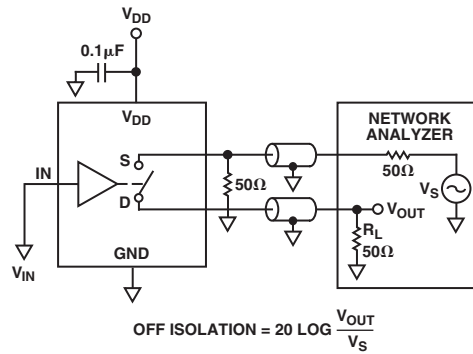 VDD
0.1µF
VDD
IN
S
D
GND
VIN
50Ω
NETWORK
ANALYZER
50Ω
VS
VOUT
RL
50Ω
OFF ISOLATION = 20 LOG VOUT
VS